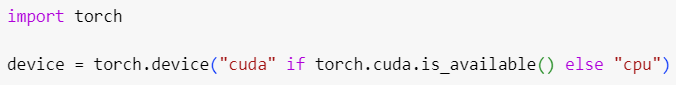 import torch
device = torch.device("cuda" if torch.cuda.is_available() else "cpu")